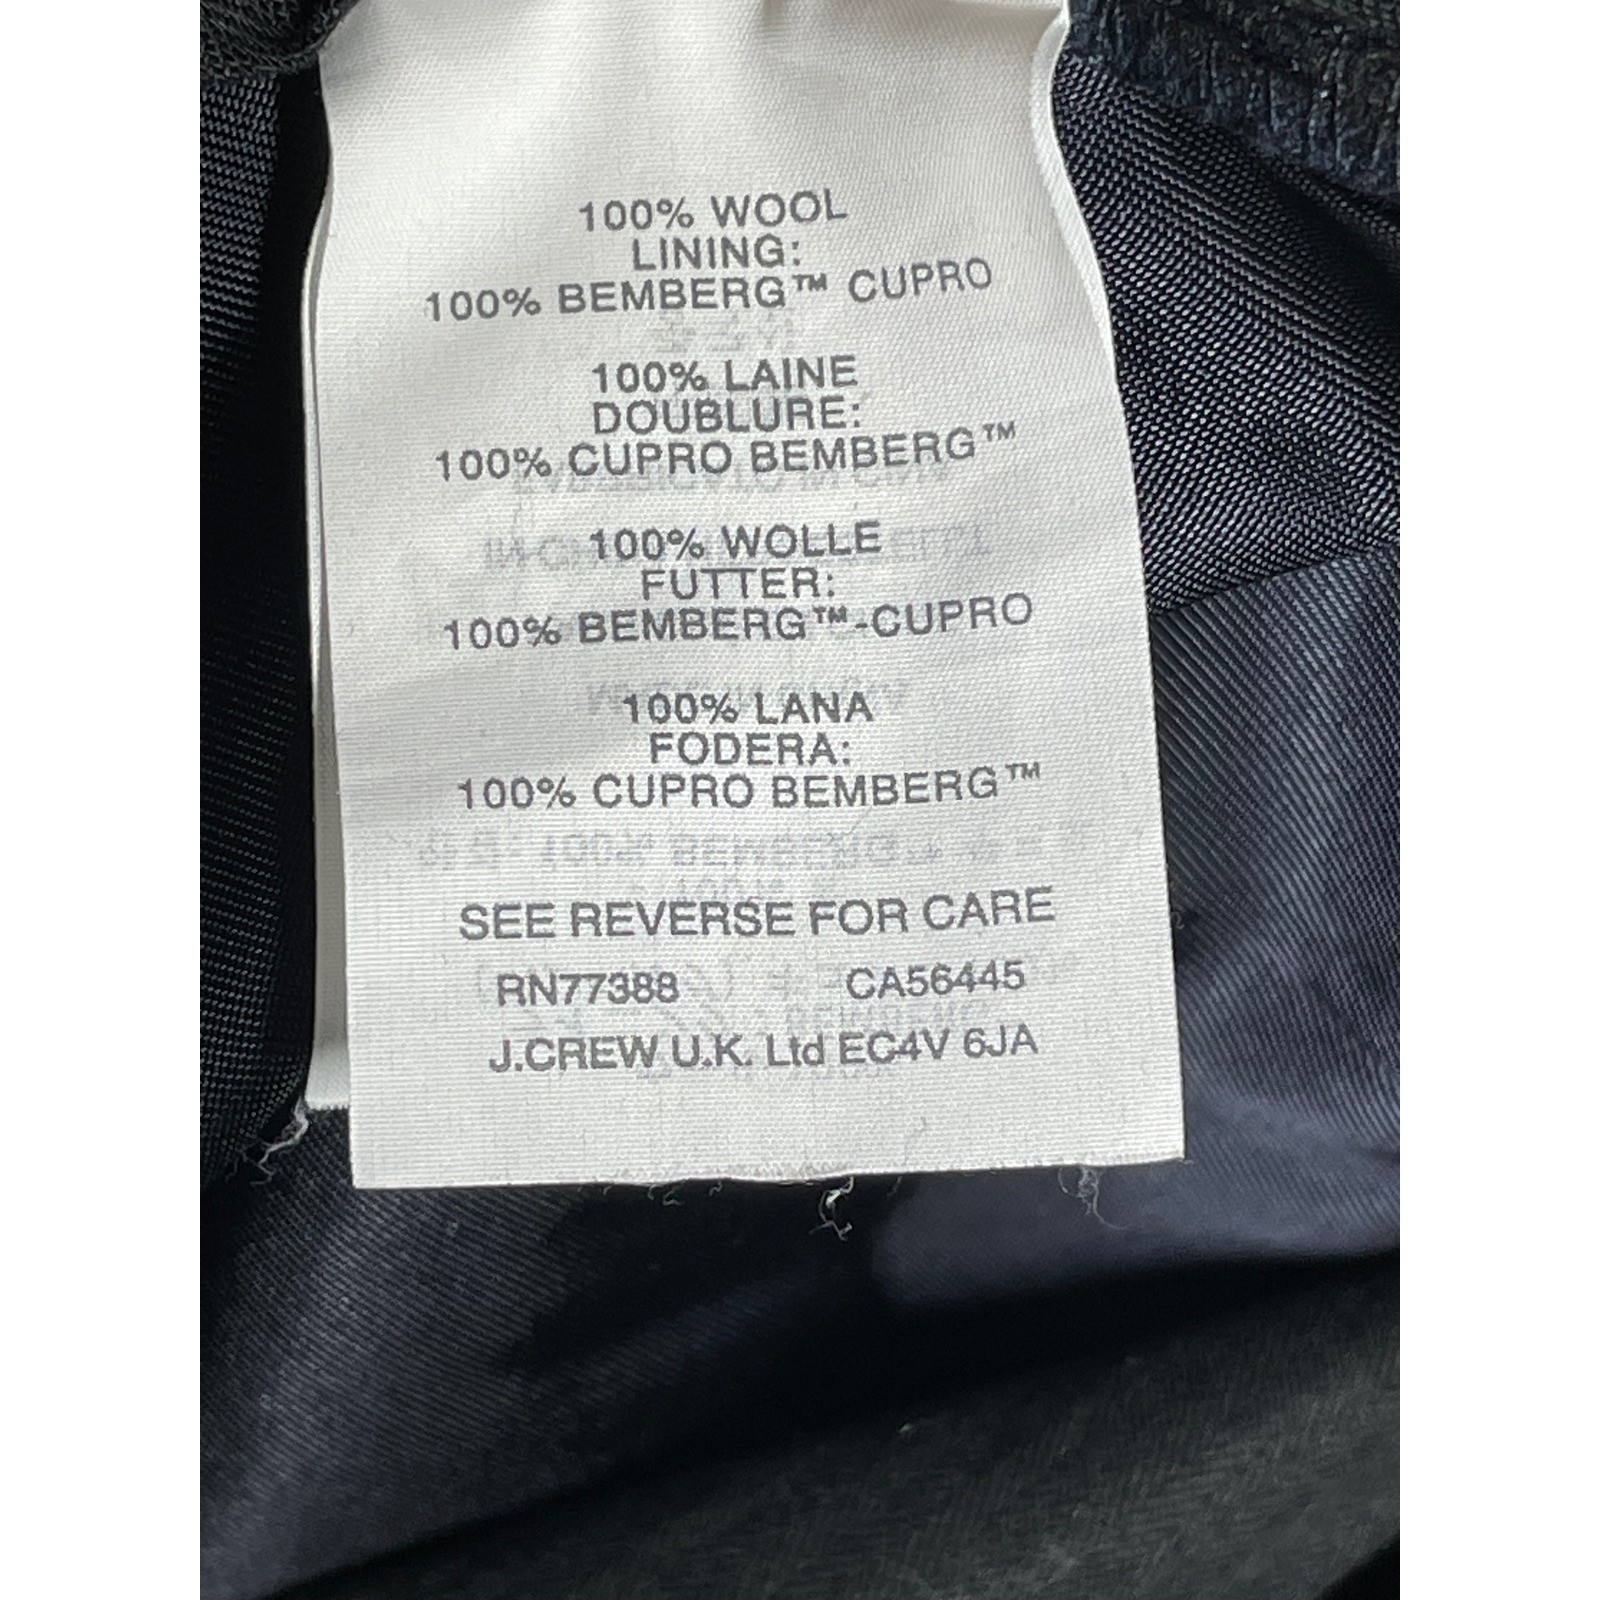 100% WOOL
LINING:
100% BEMBERG™ CUPRO
100% LAINE
DOUBLURE:
100% CUPRO BEMBERG™
100% WOLLE
FUTTER:
100% BEMBERG™-CUPRO
100% LANA
FODERA:
100% CUPRO BEMBERG™
SEE REVERSE FOR CARE
RN77388 CA56445
J.CREW U.K. Ltd EC4V 6JA